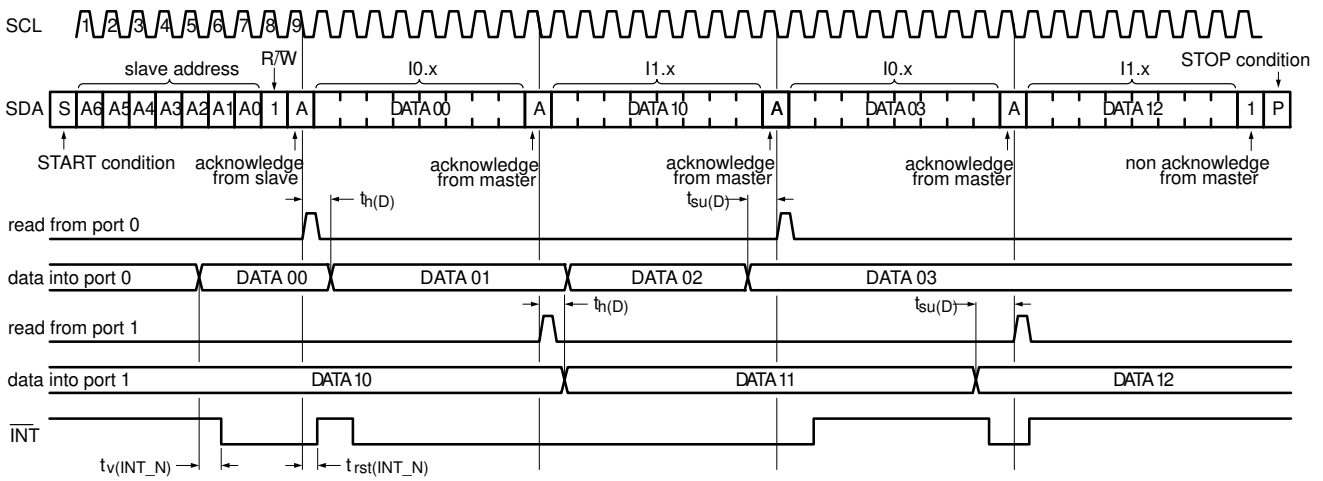 SCL 1 2 3 4 5 6 7 8 9
R/W STOP condition
slave address I0.x I1.x I0.x I1.x
SDA S A6 A5 A4 A3 A2 A1 A0 1 A DATA 00 A DATA 10 A DATA 03 A DATA 12 1 P
START condition acknowledge from slave acknowledge from master acknowledge from master acknowledge from master non acknowledge from master
th(D) tsu(D)
read from port 0
data into port 0 DATA 00 DATA 01 DATA 02 DATA 03
th(D) tsu(D)
read from port 1
data into port 1 DATA 10 DATA 11 DATA 12
INT
tv(INT_N) trst(INT_N)